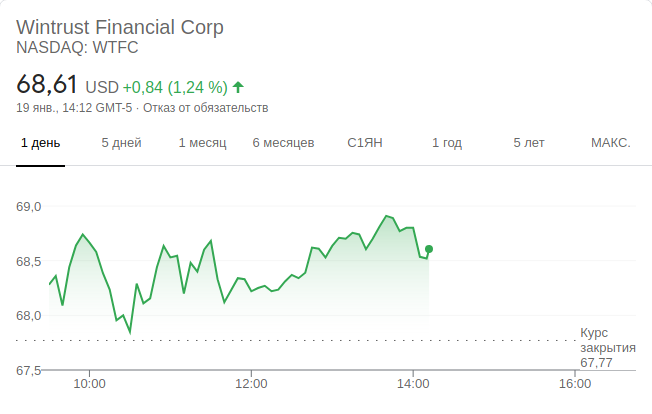 Wintrust Financial Corp
NASDAQ: WTFC
68,61 USD +0,84 (1,24 %)
19 янв., 14:12 GMT-5 · Отказ от обязательств
1 день 5 дней 1 месяц 6 месяцев С1ЯН 1 год 5 лет МАКС.
69,0
68,5
68,0
Курс
закрытия
67,77
67,5
10:00 12:00 14:00 16:00